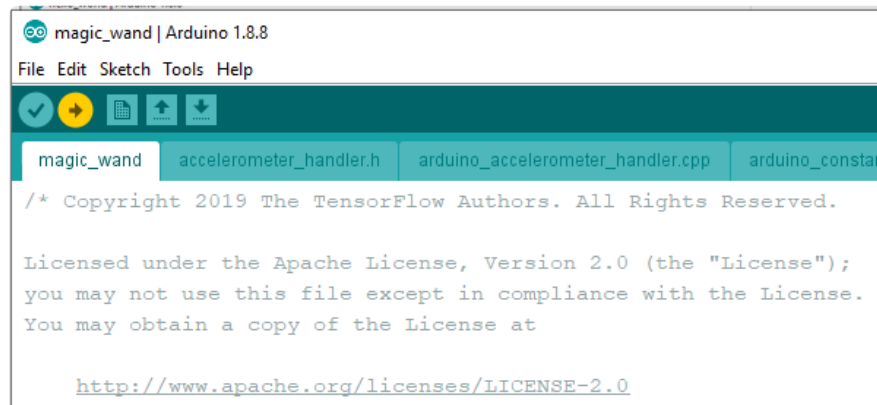 magic_wand | Arduino 1.8.8
File Edit Sketch Tools Help
magic_wand accelerometer_handler.h arduino_accelerometer_handler.cpp arduino_constan
/* Copyright 2019 The TensorFlow Authors. All Rights Reserved.
Licensed under the Apache License, Version 2.0 (the "License");
you may not use this file except in compliance with the License.
You may obtain a copy of the License at
http://www.apache.org/licenses/LICENSE-2.0